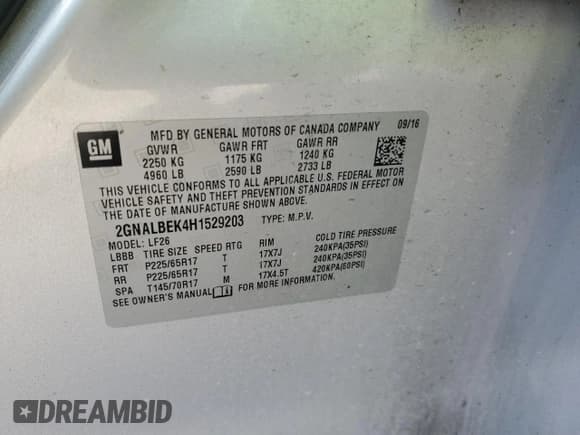 GM
MFD BY GENERAL MOTORS OF CANADA COMPANY 09/16
GVWR GAWR FRT GAWR RR
2250 KG 1175 KG 1240 KG
4960 LB 2590 LB 2733 LB
THIS VEHICLE CONFORMS TO ALL APPLICABLE U.S. FEDERAL MOTOR
VEHICLE SAFETY AND THEFT PREVENTION STANDARDS IN EFFECT ON
THE DATE OF MANUFACTURE SHOWN ABOVE.
2GNALBEK4H1529203 TYPE: M.P.V.
MODEL: LF26
LBBB TIRE SIZE SPEED RTG RIM COLD TIRE PRESSURE
FRT P225/65R17 T 17X7J 240KPA(35PSI)
RR P225/65R17 T 17X7J 240KPA(35PSI)
SPA T145/70R17 M 17X4.5T 420KPA(60PSI)
SEE OWNER'S MANUAL FOR MORE INFORMATION.
DREAMBID